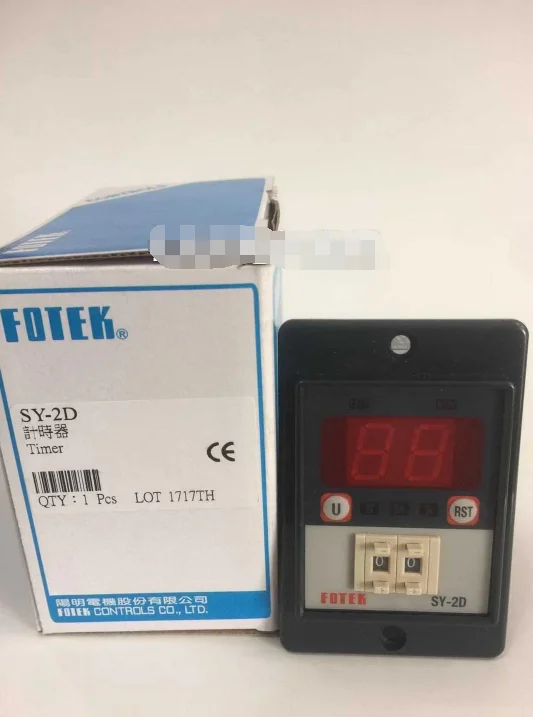 FOTEK®
SY-2D
計時器
Timer
CE
QTY : 1 Pcs LOT 1717TH
陽明電機股份有限公司
FOTEK CONTROLS CO., LTD.
88
U
RST
0 0
FOTEK SY-2D